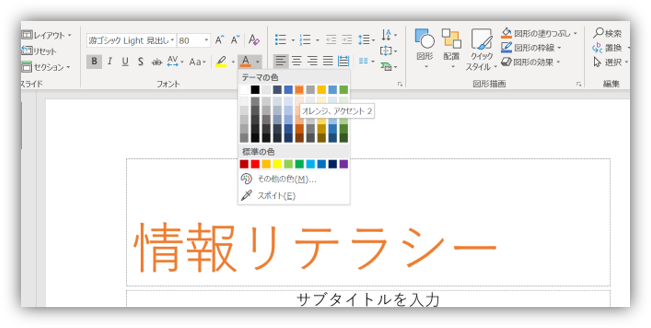 レイアウト
リセット
セクション
スライド
游ゴシック Light 見出し 80 A A A
B I U S ab AV Aa A
フォント
図形 配置 クイック スタイル
図形の塗りつぶし
図形の枠線
図形の効果
図形描画
検索
置換
選択
編集
テーマの色
オレンジ、アクセント 2
標準の色
その他の色(M)...
スポイト(E)
情報リテラシー
サブタイトルを入力